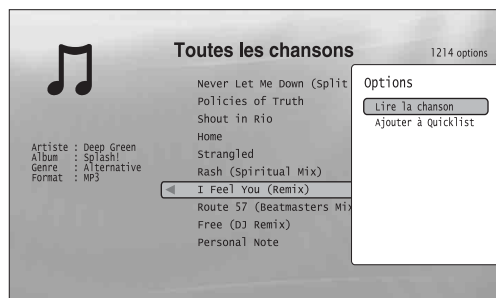 Toutes les chansons
1214 options
Never Let Me Down (Split
Policies of Truth
Shout in Rio
Home
Strangled
Rash (Spiritual Mix)
I Feel You (Remix)
Route 57 (Beatmasters Mix
Free (DJ Remix)
Personal Note
Artiste : Deep Green
Album : Splash!
Genre : Alternative
Format : MP3
Options
Lire la chanson
Ajouter à Quicklist